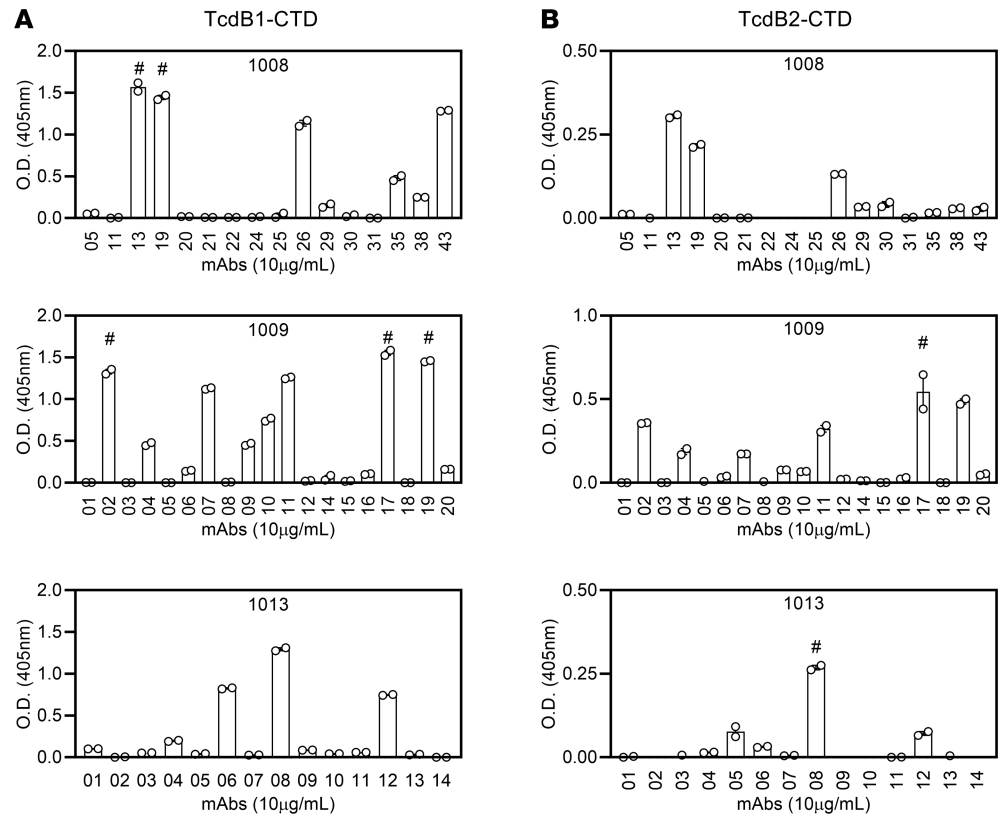 A TcdB1-CTD B TcdB2-CTD
1008
# #
O.D. (405nm)
2.0
1.5
1.0
0.5
0.0
05 11 13 19 20 21 22 24 25 26 29 30 31 35 38 43
mAbs (10μg/mL)
1008
O.D. (405nm)
0.50
0.25
0.00
05 11 13 19 20 21 22 24 25 26 29 30 31 35 38 43
mAbs (10μg/mL)
1009
# # #
O.D. (405nm)
2.0
1.5
1.0
0.5
0.0
01 02 03 04 05 06 07 08 09 10 11 12 14 15 16 17 18 19 20
mAbs (10μg/mL)
1009
#
O.D. (405nm)
1.0
0.5
0.0
01 02 03 04 05 06 07 08 09 10 11 12 14 15 16 17 18 19 20
mAbs (10μg/mL)
1013
O.D. (405nm)
2.0
1.5
1.0
0.5
0.0
01 02 03 04 05 06 07 08 09 10 11 12 13 14
mAbs (10μg/mL)
1013
#
O.D. (405nm)
0.50
0.25
0.00
01 02 03 04 05 06 07 08 09 10 11 12 13 14
mAbs (10μg/mL)